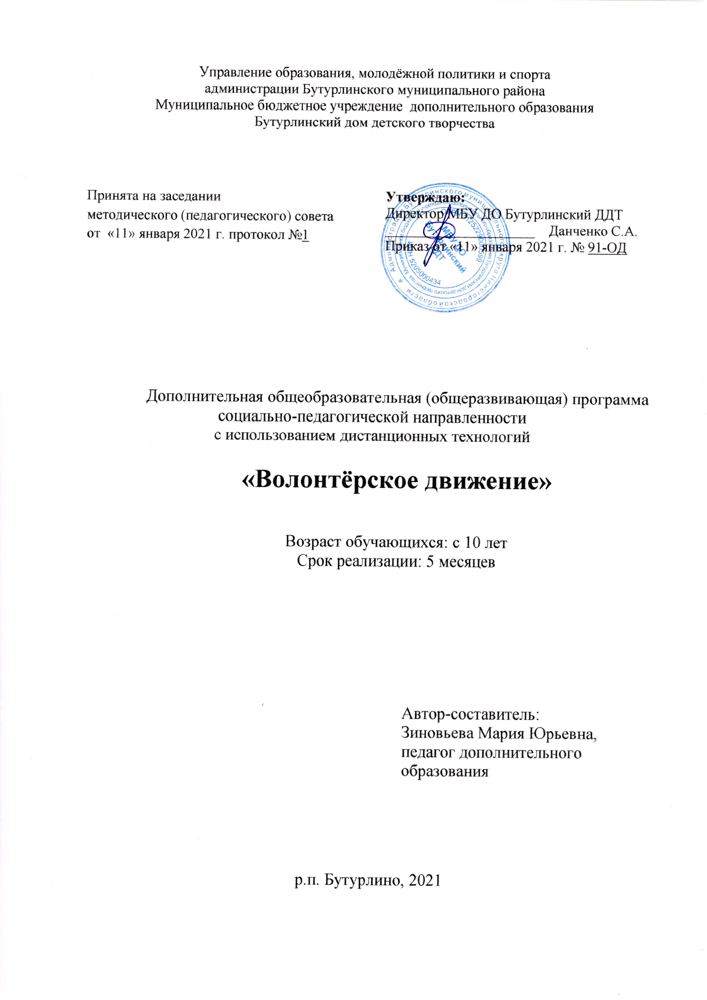 Управление образования, молодёжной политики и спорта
администрации Бутурлинского муниципального района
Муниципальное бюджетное учреждение дополнительного образования
Бутурлинский дом детского творчества
Принята на заседании
методического (педагогического) совета
от «11» января 2021 г. протокол №1
Утверждаю:
Директор МБУ ДО Бутурлинский ДДТ
Данченко С.А.
Приказ от «11» января 2021 г. № 91-ОД
Администрация Бутурлинского муниципального округа Нижегородской области
Муниципальное бюджетное учреждение дополнительного образования Бутурлинский дом детского творчества
5205000434
МБУ ДО
Бутурлинский
ДДТ
Дополнительная общеобразовательная (общеразвивающая) программа
социально-педагогической направленности
с использованием дистанционных технологий
«Волонтёрское движение»
Возраст обучающихся: с 10 лет
Срок реализации: 5 месяцев
Автор-составитель:
Зиновьева Мария Юрьевна,
педагог дополнительного
образования
р.п. Бутурлино, 2021